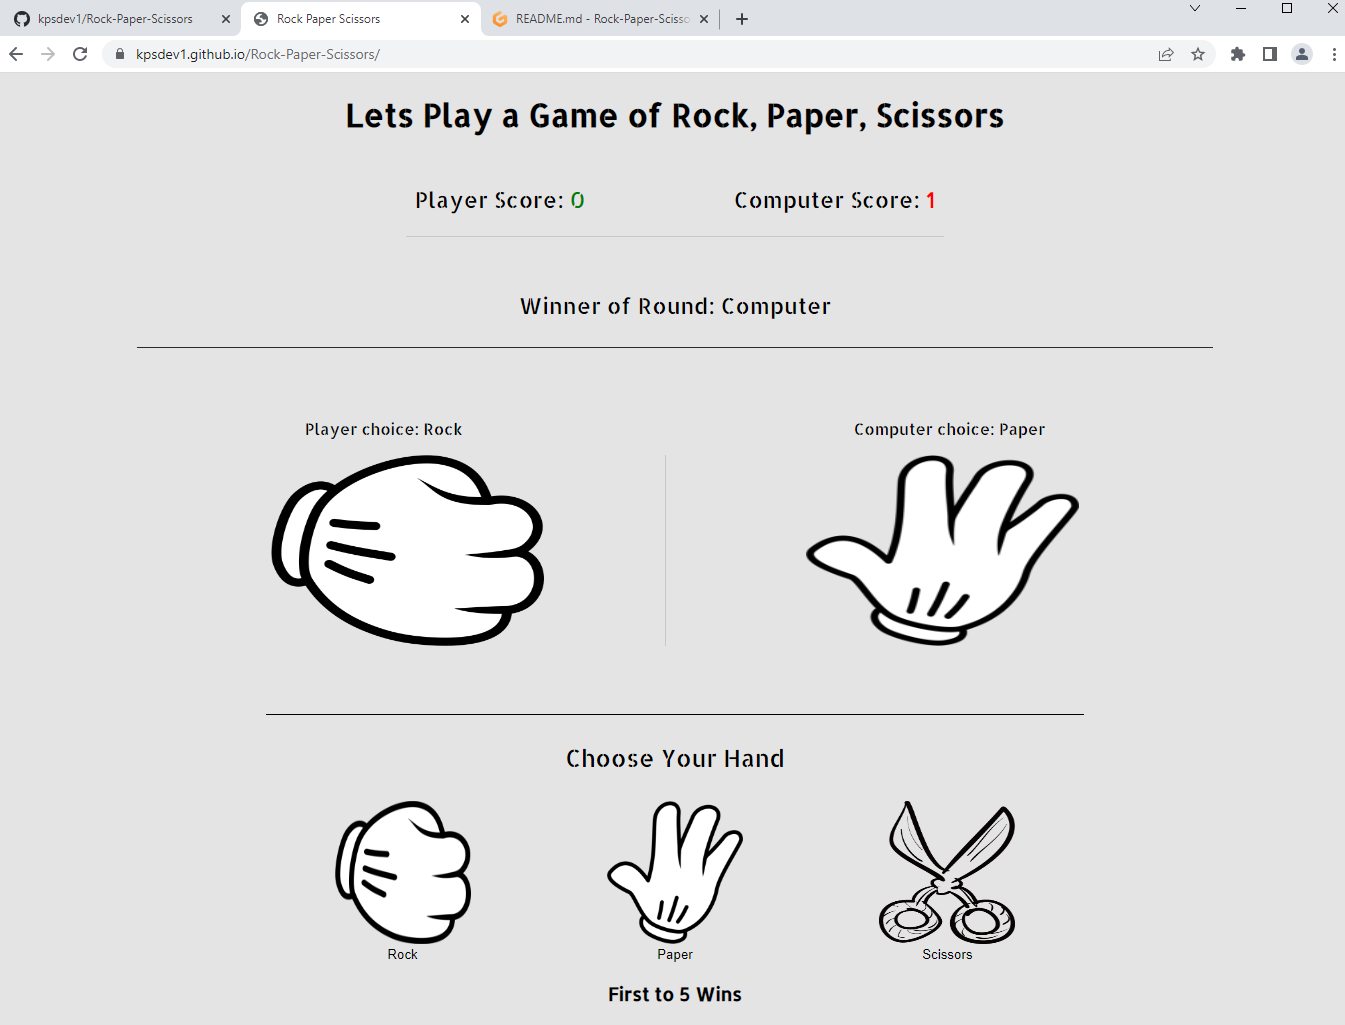 kpsdev1/Rock-Paper-Scissors
Rock Paper Scissors
README.md - Rock-Paper-Scisso
kpsdev1.github.io/Rock-Paper-Scissors/
Lets Play a Game of Rock, Paper, Scissors
Player Score: 0
Computer Score: 1
Winner of Round: Computer
Player choice: Rock
Computer choice: Paper
Choose Your Hand
Rock
Paper
Scissors
First to 5 Wins